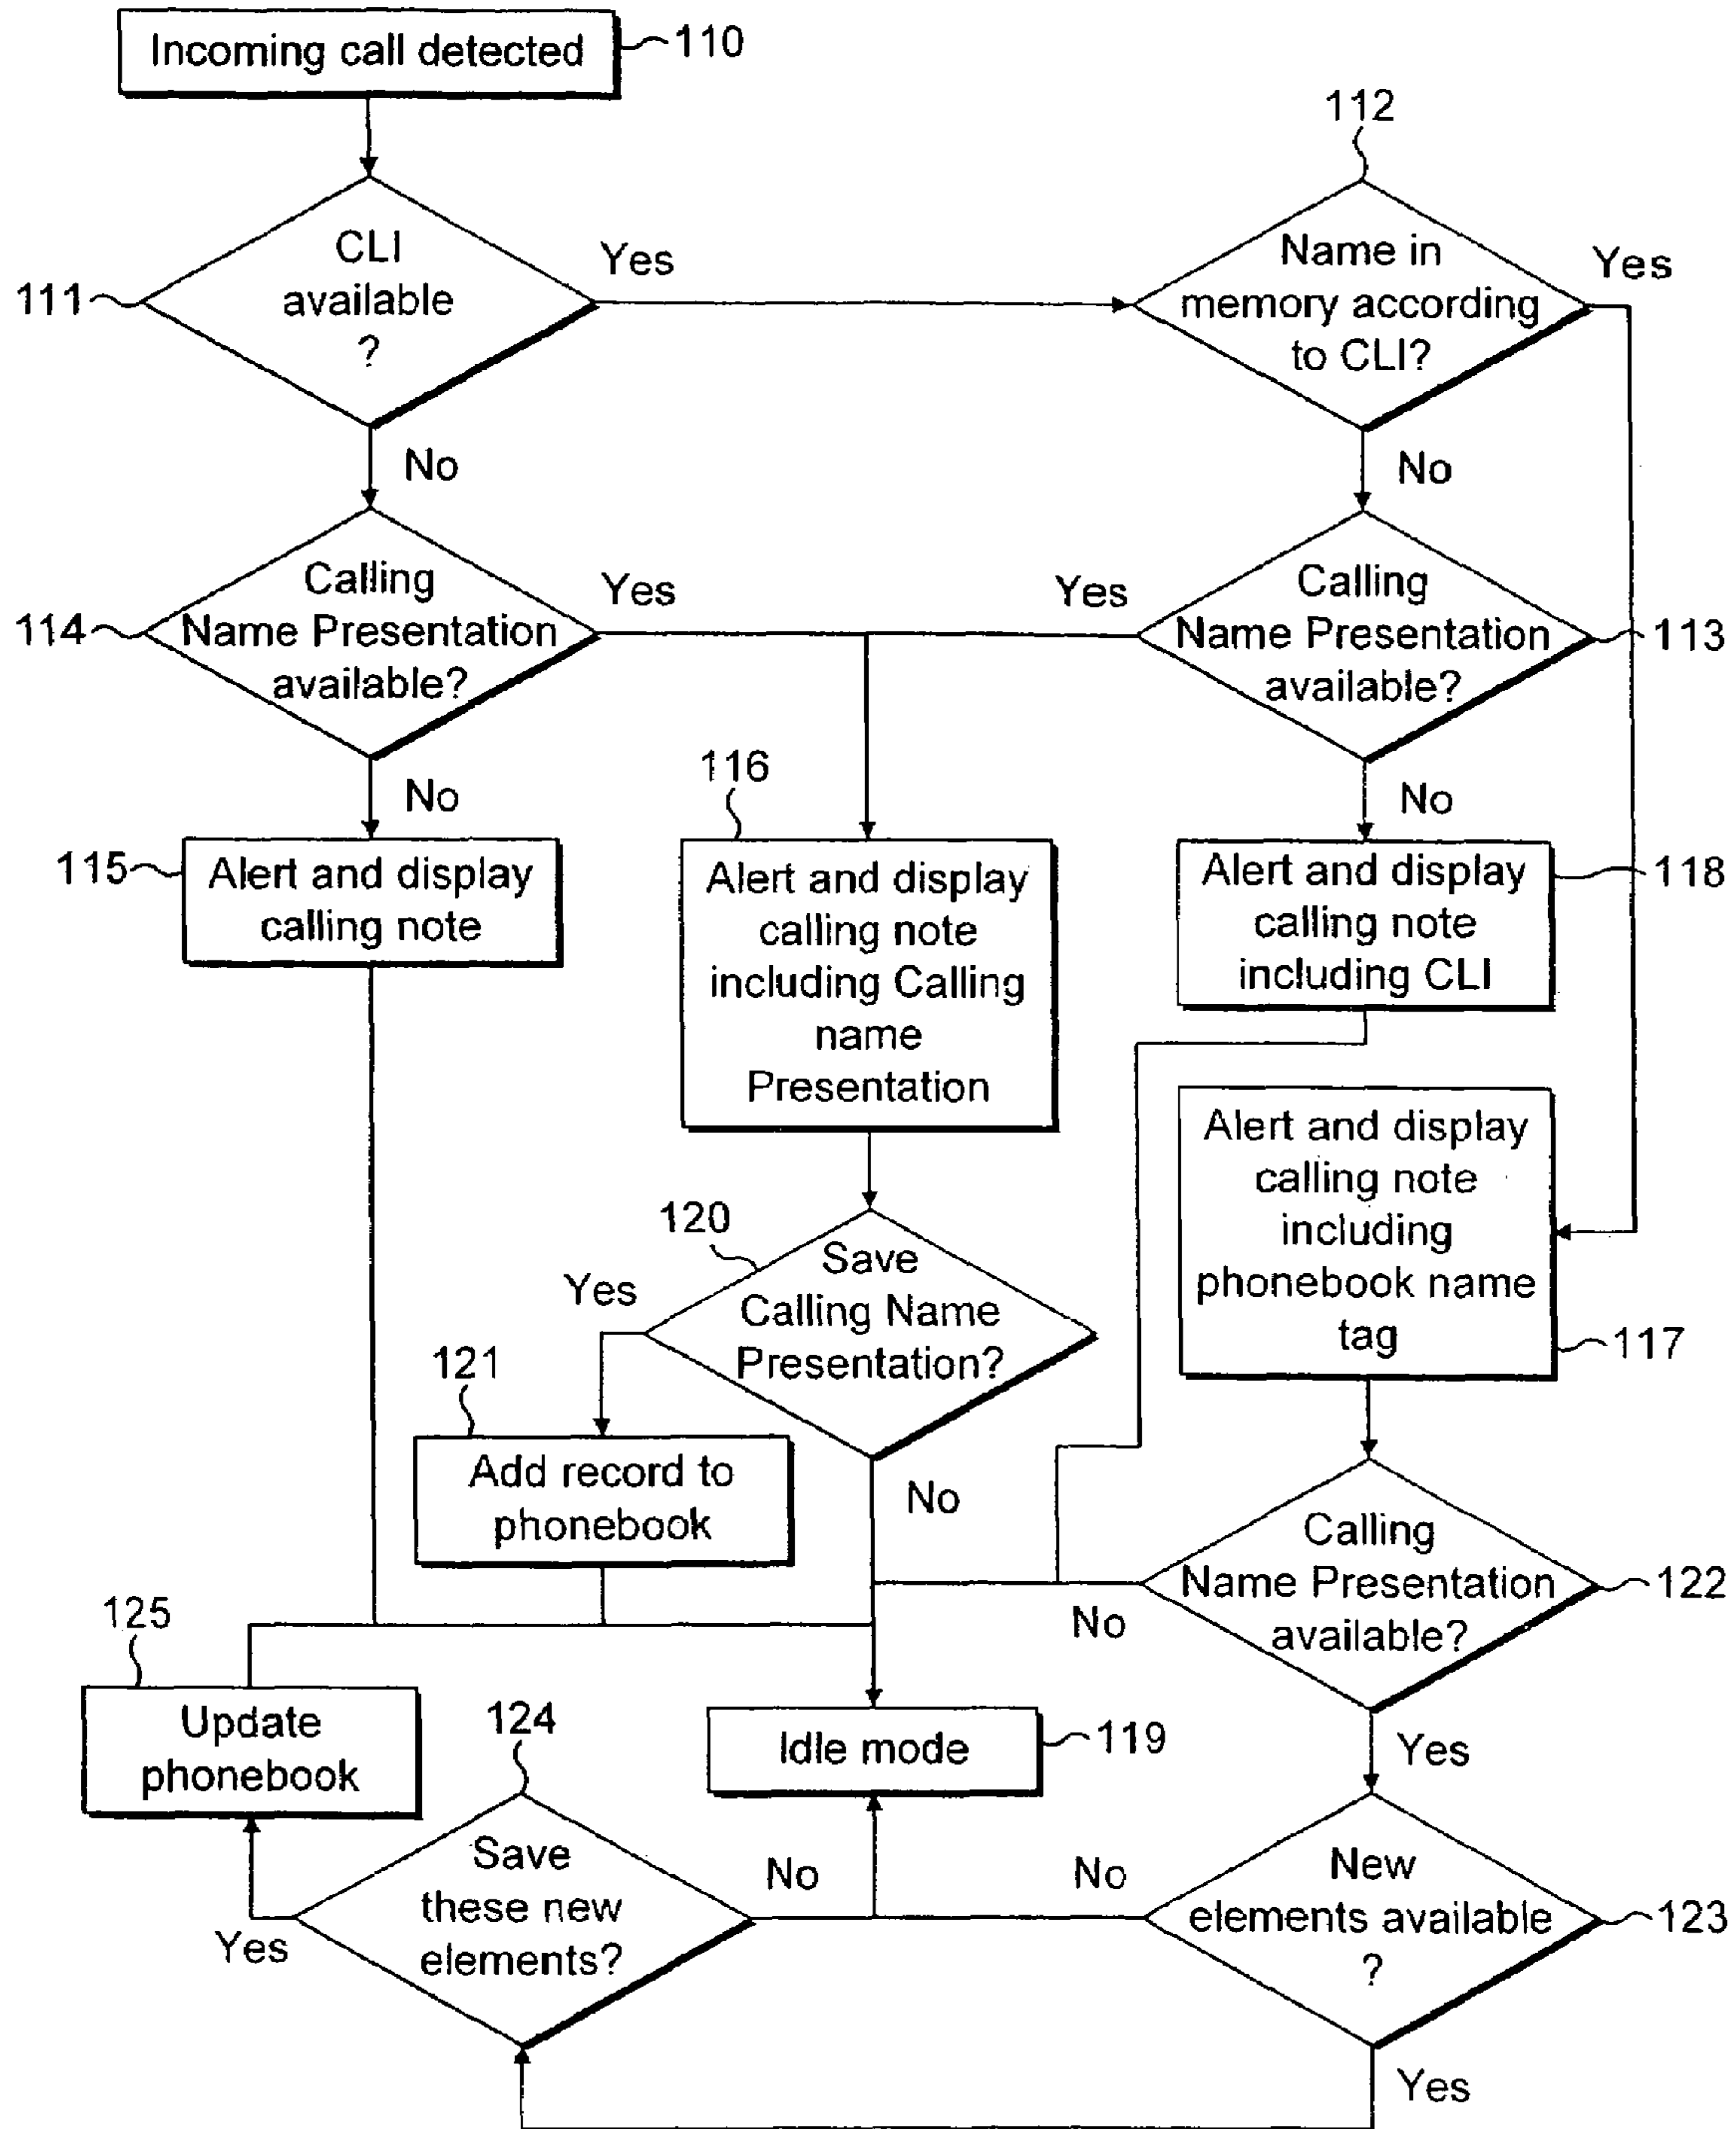 Incoming call detected
110
112
CLI
available
?
Yes
111
Name in
memory according
to CLI?
Yes
No
No
Calling
Name Presentation
available?
Yes
114
Yes
Calling
Name Presentation
available?
113
No
116
No
115
Alert and display
calling note
Alert and display
calling note
including Calling
name
Presentation
Alert and display
calling note
including CLI
118
Alert and display
calling note
including
phonebook name
tag
117
120
Save
Calling Name
Presentation?
Yes
121
Add record to
phonebook
No
Calling
Name Presentation
available?
122
No
125
Update
phonebook
124
Idle mode
119
Yes
Save
these new
elements?
No
Yes
No
New
elements available
?
123
Yes